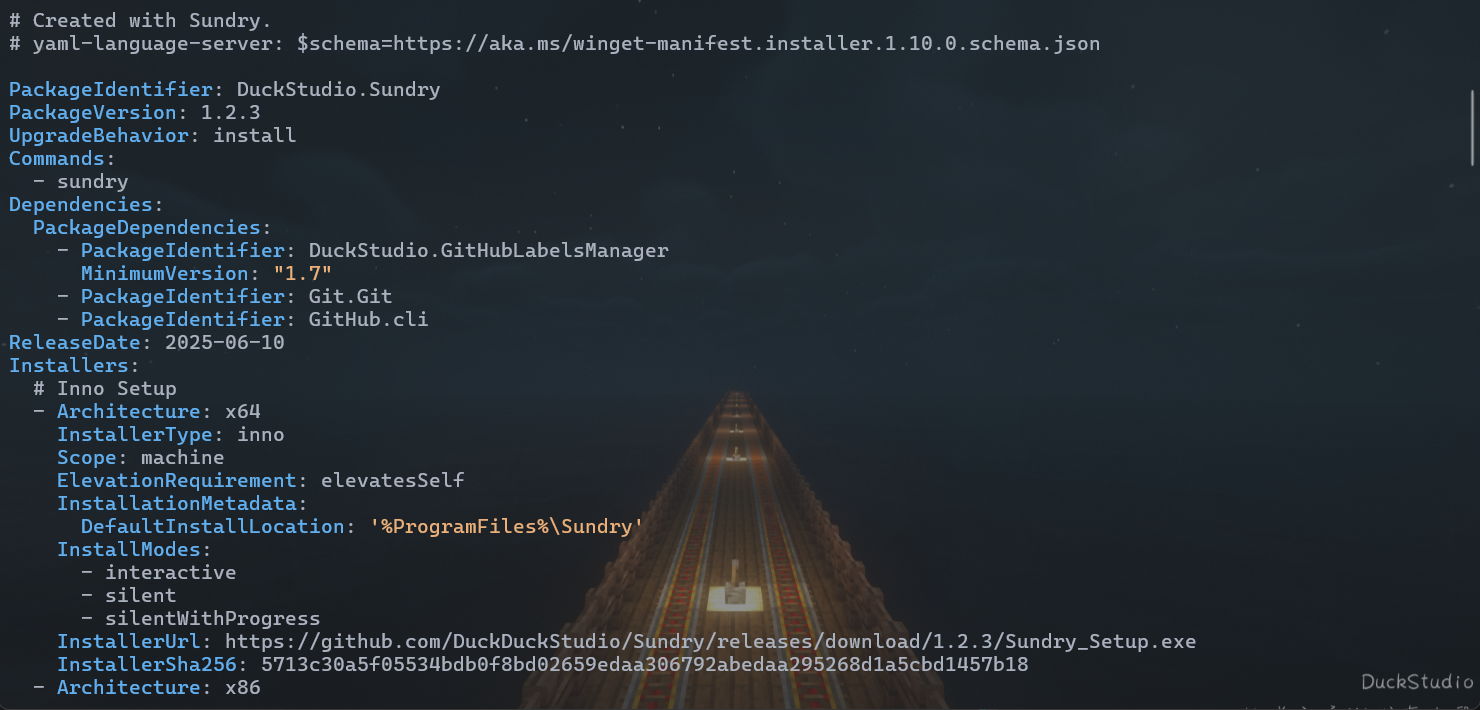 # Created with Sundry.
# yaml-language-server: $schema=https://aka.ms/winget-manifest.installer.1.10.0.schema.json

PackageIdentifier: DuckStudio.Sundry
PackageVersion: 1.2.3
UpgradeBehavior: install
Commands:
  - sundry
Dependencies:
  PackageDependencies:
    - PackageIdentifier: DuckStudio.GitHubLabelsManager
      MinimumVersion: "1.7"
    - PackageIdentifier: Git.Git
    - PackageIdentifier: GitHub.cli
ReleaseDate: 2025-06-10
Installers:
  # Inno Setup
  - Architecture: x64
    InstallerType: inno
    Scope: machine
    ElevationRequirement: elevatesSelf
    InstallationMetadata:
      DefaultInstallLocation: '%ProgramFiles%\Sundry'
    InstallModes:
      - interactive
      - silent
      - silentWithProgress
    InstallerUrl: https://github.com/DuckDuckStudio/Sundry/releases/download/1.2.3/Sundry_Setup.exe
    InstallerSha256: 5713c30a5f05534bdb0f8bd02659edaa306792abedaa295268d1a5cbd1457b18
  - Architecture: x86
DuckStudio